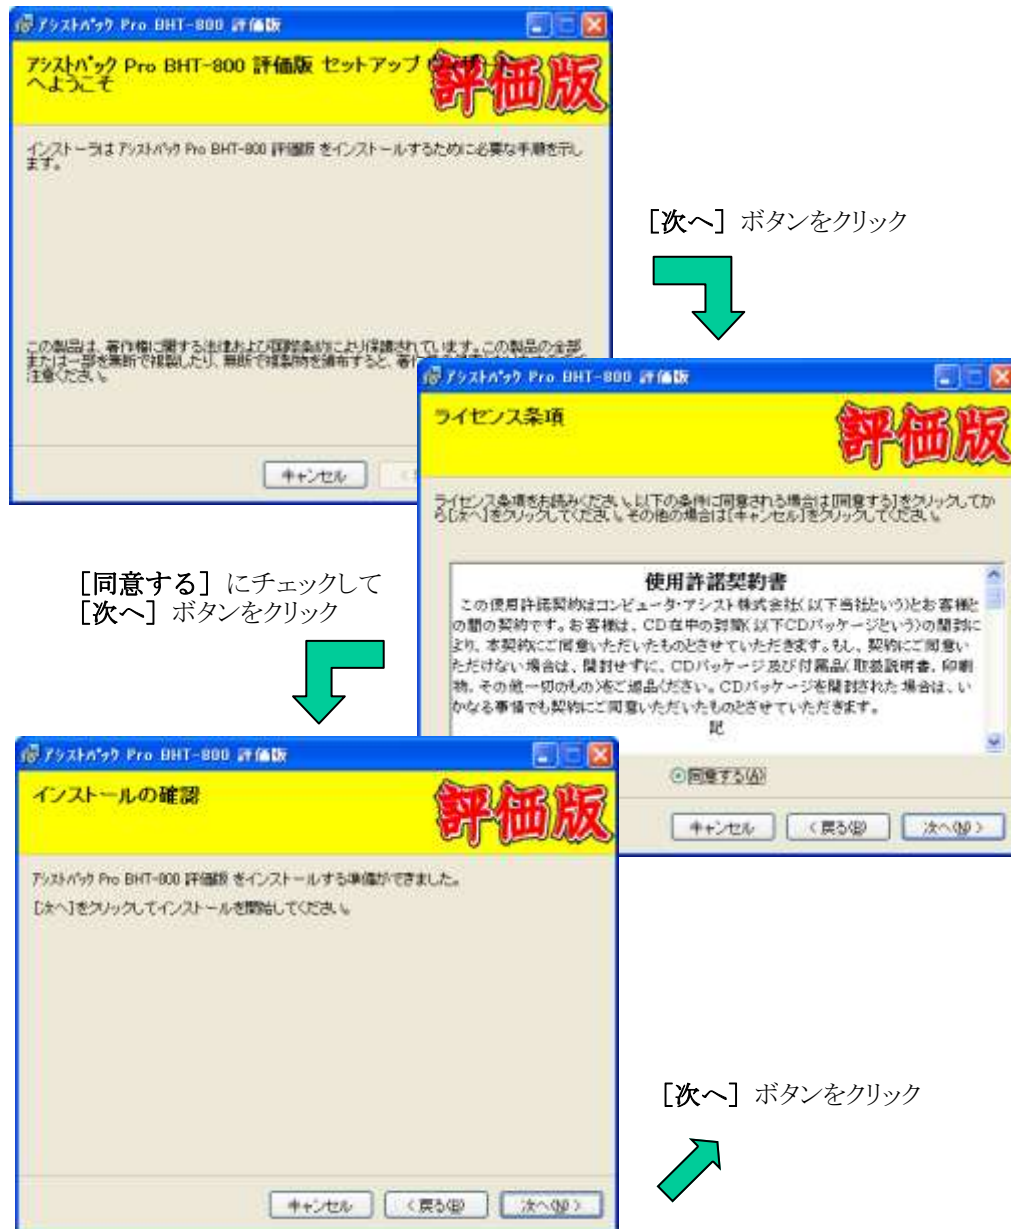 アシストパック Pro BHT-800 評価版
アシストパック Pro BHT-800 評価版 セットアップ
へようこそ
評価版
インストーラは アシストパック Pro BHT-800 評価版 をインストールするために必要な手順を示し
ます。
この製品は、著作権に関する法律および国際条約により保護されています。この製品の全部
または一部を無断で複製したり、無断で複製物を頒布すると、著作
注意ください。
キャンセル
[次へ] ボタンをクリック
アシストパック Pro BHT-800 評価版
ライセンス条項
評価版
ライセンス条項をお読みください。以下の条件に同意される場合は[同意する]をクリックしてか
ら[次へ]をクリックしてください。その他の場合は[キャンセル]をクリックしてください。
使用許諾契約書
この使用許諾契約はコンピュータ・アシスト株式会社(以下当社という)とお客様と
の間の契約です。お客様は、CD在中の封筒(以下CDパッケージという)の開封に
より、本契約にご同意いただいたものとさせていただきます。もし、契約にご同意い
ただけない場合は、開封せずに、CDパッケージ及び付属品(取扱説明書、印刷
物、その他一切のもの)をご返品ください。CDパッケージを開封された場合は、い
かなる事情でも契約にご同意いただいたものとさせていただきます。
記
同意する(A)
キャンセル
< 戻る(B)
次へ(N) >
[同意する] にチェックして
[次へ] ボタンをクリック
アシストパック Pro BHT-800 評価版
インストールの確認
評価版
アシストパック Pro BHT-800 評価版 をインストールする準備ができました。
[次へ]をクリックしてインストールを開始してください。
キャンセル
< 戻る(B)
次へ(N) >
[次へ] ボタンをクリック